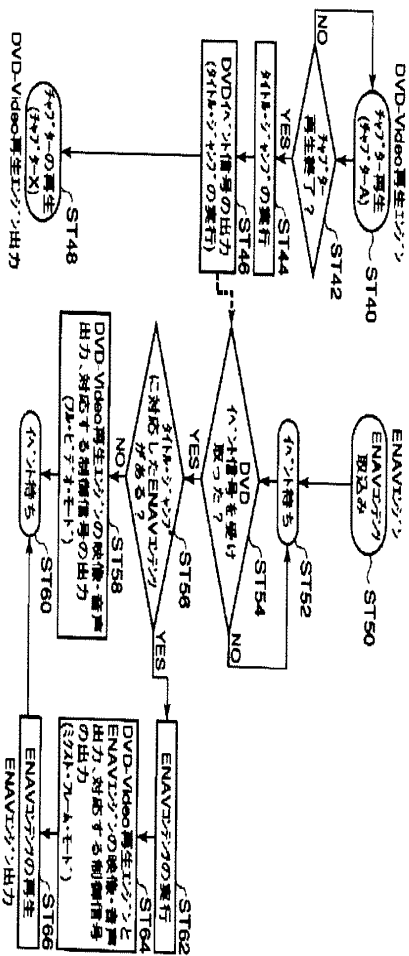 DVD-Video再生エンジン
チャプター再生
(チャプターA)
ST40
NO
チャプター
再生終了?
ST42
YES
タイトル・ジャンプの実行
ST44
DVDイベント信号の出力
(タイトル・ジャンプの実行)
ST46
チャプターの再生
(チャプターX)
ST48
DVD-Video再生エンジン出力
ENAVエンジン
ENAVコンテンツ
取込み
ST50
イベント待ち
ST52
DVD
イベント信号を受け
取った?
ST54
NO
YES
タイトル・ジャンプ
に対応したENAVコンテンツ
がある?
ST56
YES
NO
DVD-Video再生エンジンの映像・音声
出力、対応する制御信号の出力
(フル・ビデオ・モード)
ST58
イベント待ち
ST60
ENAVコンテンツの実行
ST62
DVD-Video再生エンジンと
ENAVエンジンの映像・音声
出力、対応する制御信号
の出力
(ミクスト・フレーム・モード)
ST64
ENAVコンテンツの再生
ST66
ENAVエンジン出力